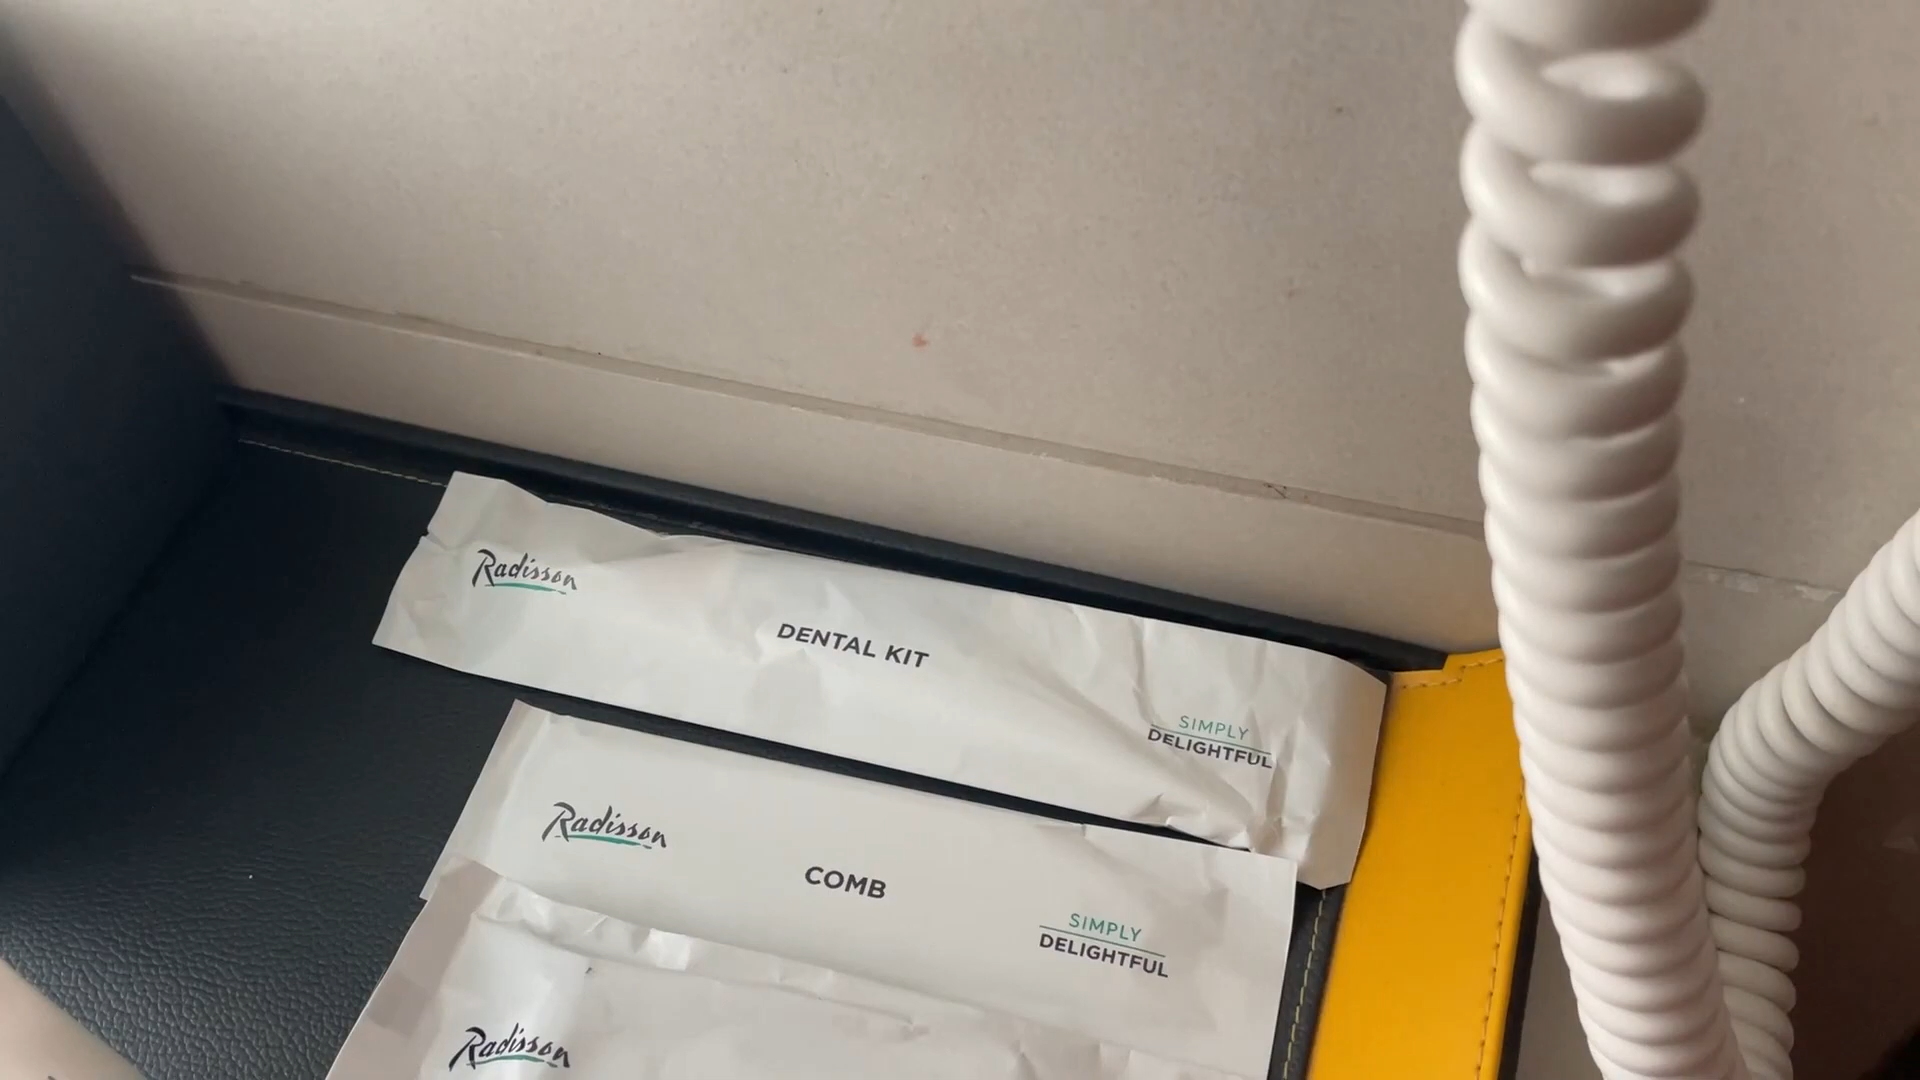 Radisson
DENTAL KIT
SIMPLY
DELIGHTFUL
Radisson
COMB
SIMPLY
DELIGHTFUL
Radisson